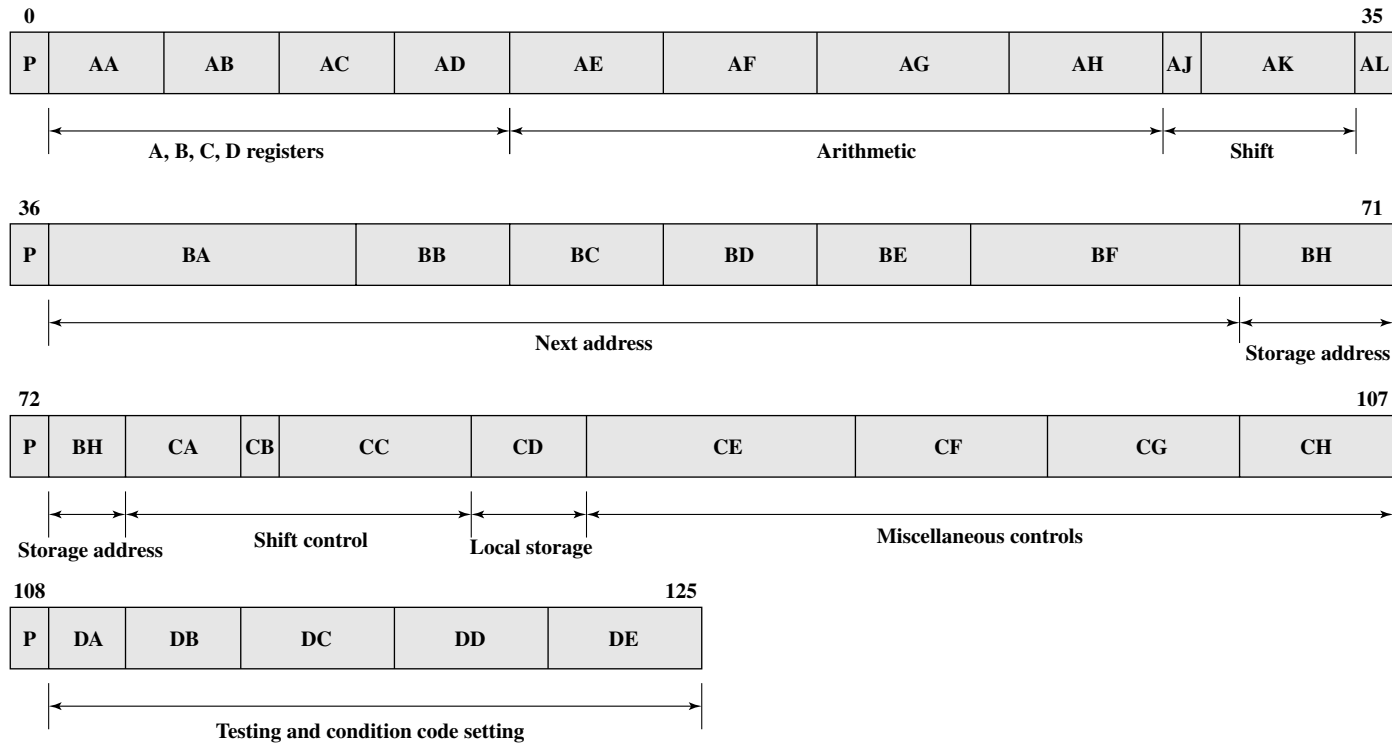 0 35
P AA AB AC AD AE AF AG AH AJ AK AL
A, B, C, D registers Arithmetic Shift
36 71
P BA BB BC BD BE BF BH
Next address Storage address
72 107
P BH CA CB CC CD CE CF CG CH
Storage address Shift control Local storage Miscellaneous controls
108 125
P DA DB DC DD DE
Testing and condition code setting